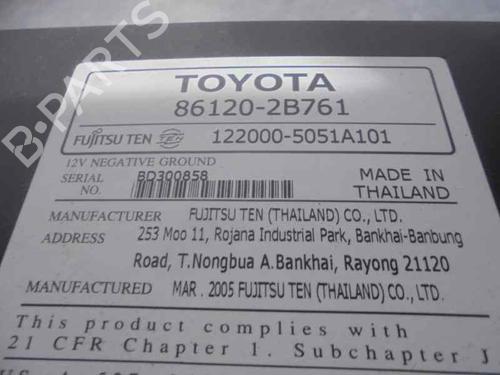 TOYOTA
86120-2B761
FUJITSU TEN TEN 122000-5051A101
12V NEGATIVE GROUND
SERIAL NO. BD300858
MADE IN THAILAND
MANUFACTURER FUJITSU TEN (THAILAND) CO., LTD.
ADDRESS 253 Moo 11, Rojana Industrial Park, Bankhai-Banbung
Road, T.Nongbua A.Bankhai, Rayong 21120
MANUFACTURED MAR . 2005 FUJITSU TEN (THAILAND) CO., LTD.
This product complies with
21 CFR Chapter 1. Subchapter J
B-PARTS